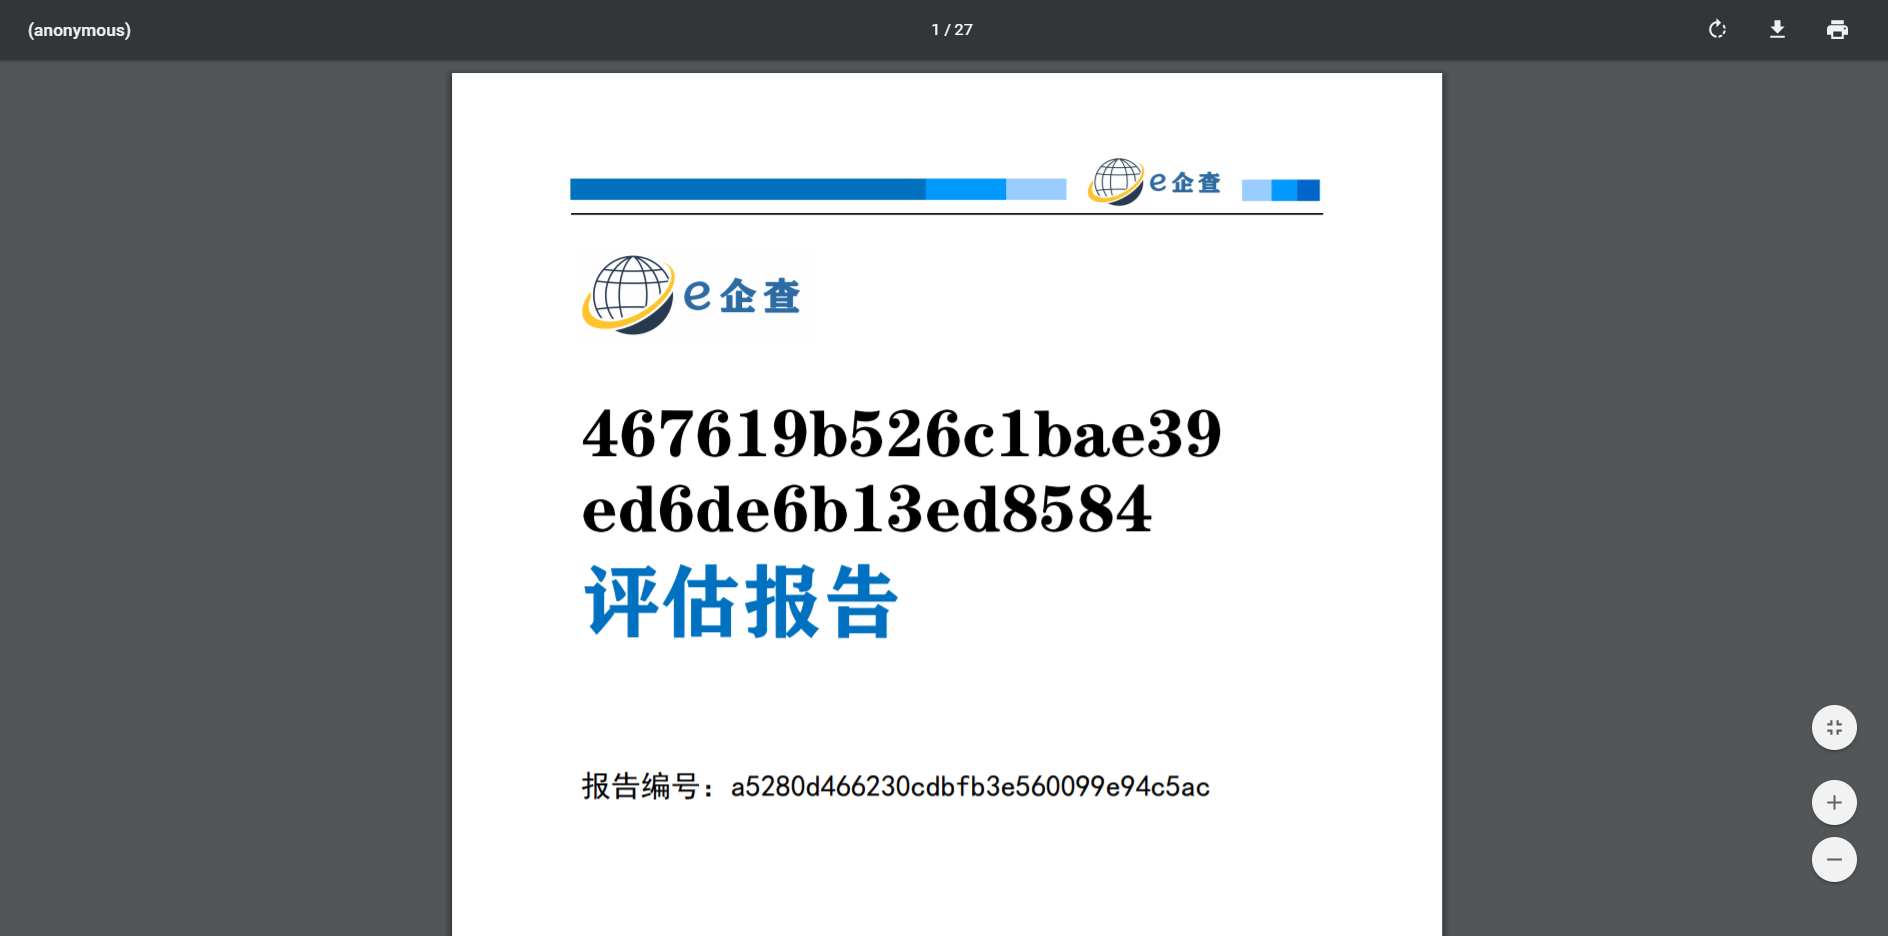 (anonymous)
1 / 27
e企查
e企查
467619b526c1bae39
ed6de6b13ed8584
评估报告
报告编号：a5280d466230cdbfb3e560099e94c5ac